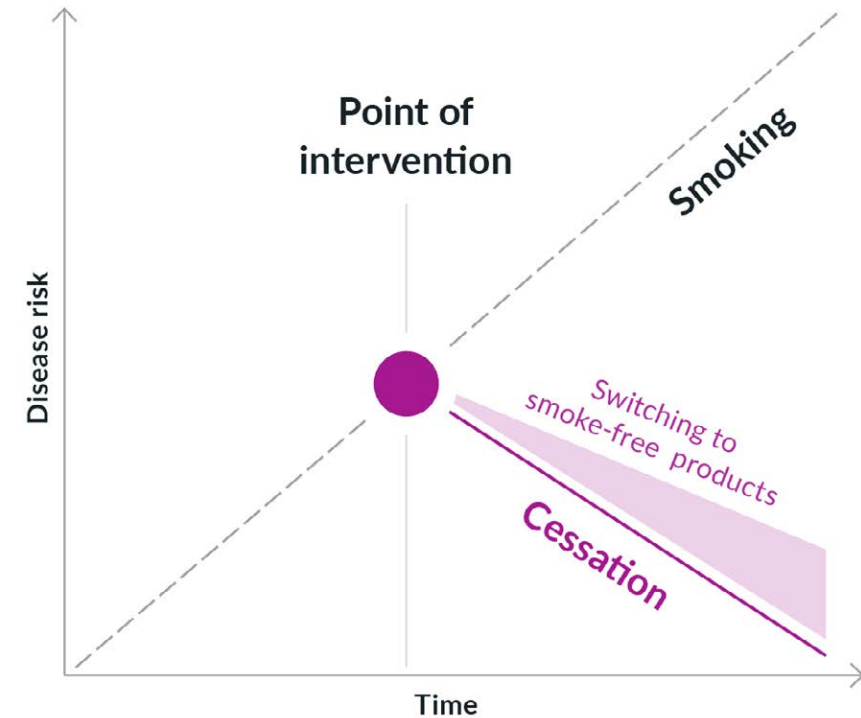 Point of
intervention
Smoking
Disease risk
Switching to
smoke-free products
Cessation
Time